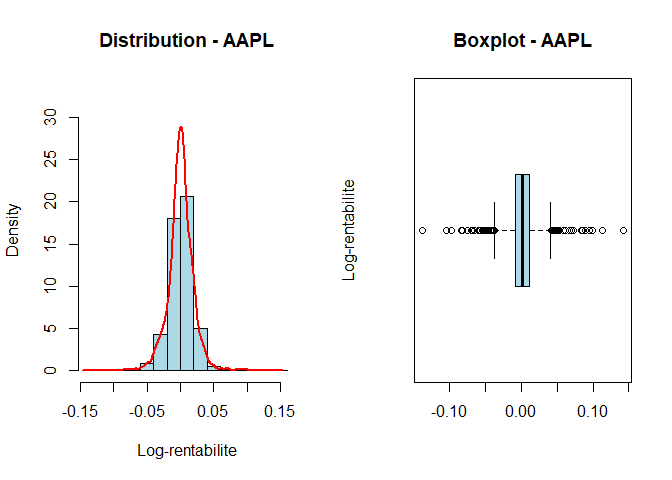 Distribution - AAPL
Density
0 5 10 15 20 25 30
-0.15 -0.05 0.05 0.15
Log-rentabilite
Boxplot - AAPL
Log-rentabilite
-0.10 0.00 0.10